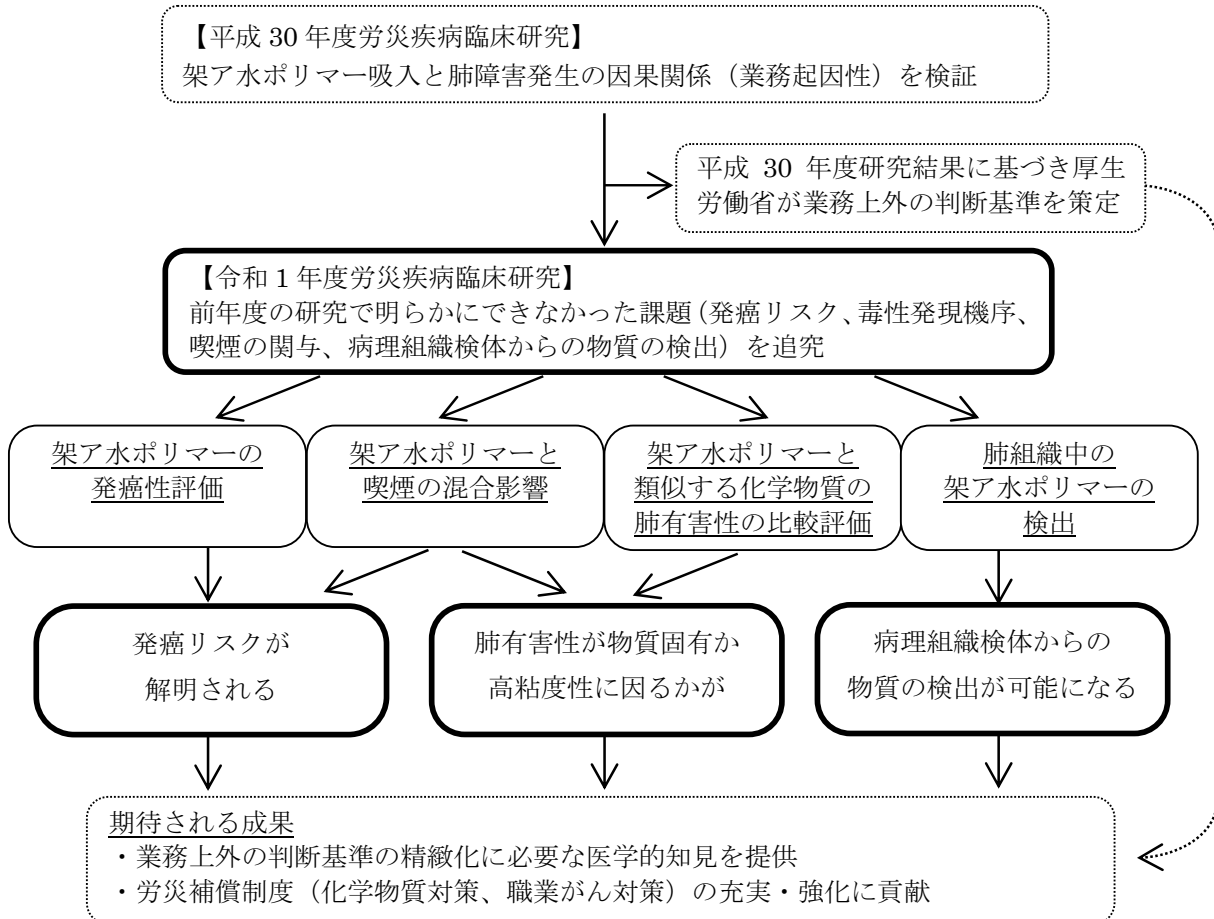 【平成 30 年度労災疾病臨床研究】
架ア水ポリマー吸入と肺障害発生の因果関係（業務起因性）を検証
平成 30 年度研究結果に基づき厚生
労働省が業務上外の判断基準を策定
【令和 1 年度労災疾病臨床研究】
前年度の研究で明らかにできなかった課題（発癌リスク、毒性発現機序、
喫煙の関与、病理組織検体からの物質の検出）を追究
架ア水ポリマーの
発癌性評価
架ア水ポリマーと
喫煙の混合影響
架ア水ポリマーと
類似する化学物質の
肺有害性の比較評価
肺組織中の
架ア水ポリマーの
検出
発癌リスクが
解明される
肺有害性が物質固有か
高粘度性に因るかが
病理組織検体からの
物質の検出が可能になる
期待される成果
・業務上外の判断基準の精緻化に必要な医学的知見を提供
・労災補償制度（化学物質対策、職業がん対策）の充実・強化に貢献